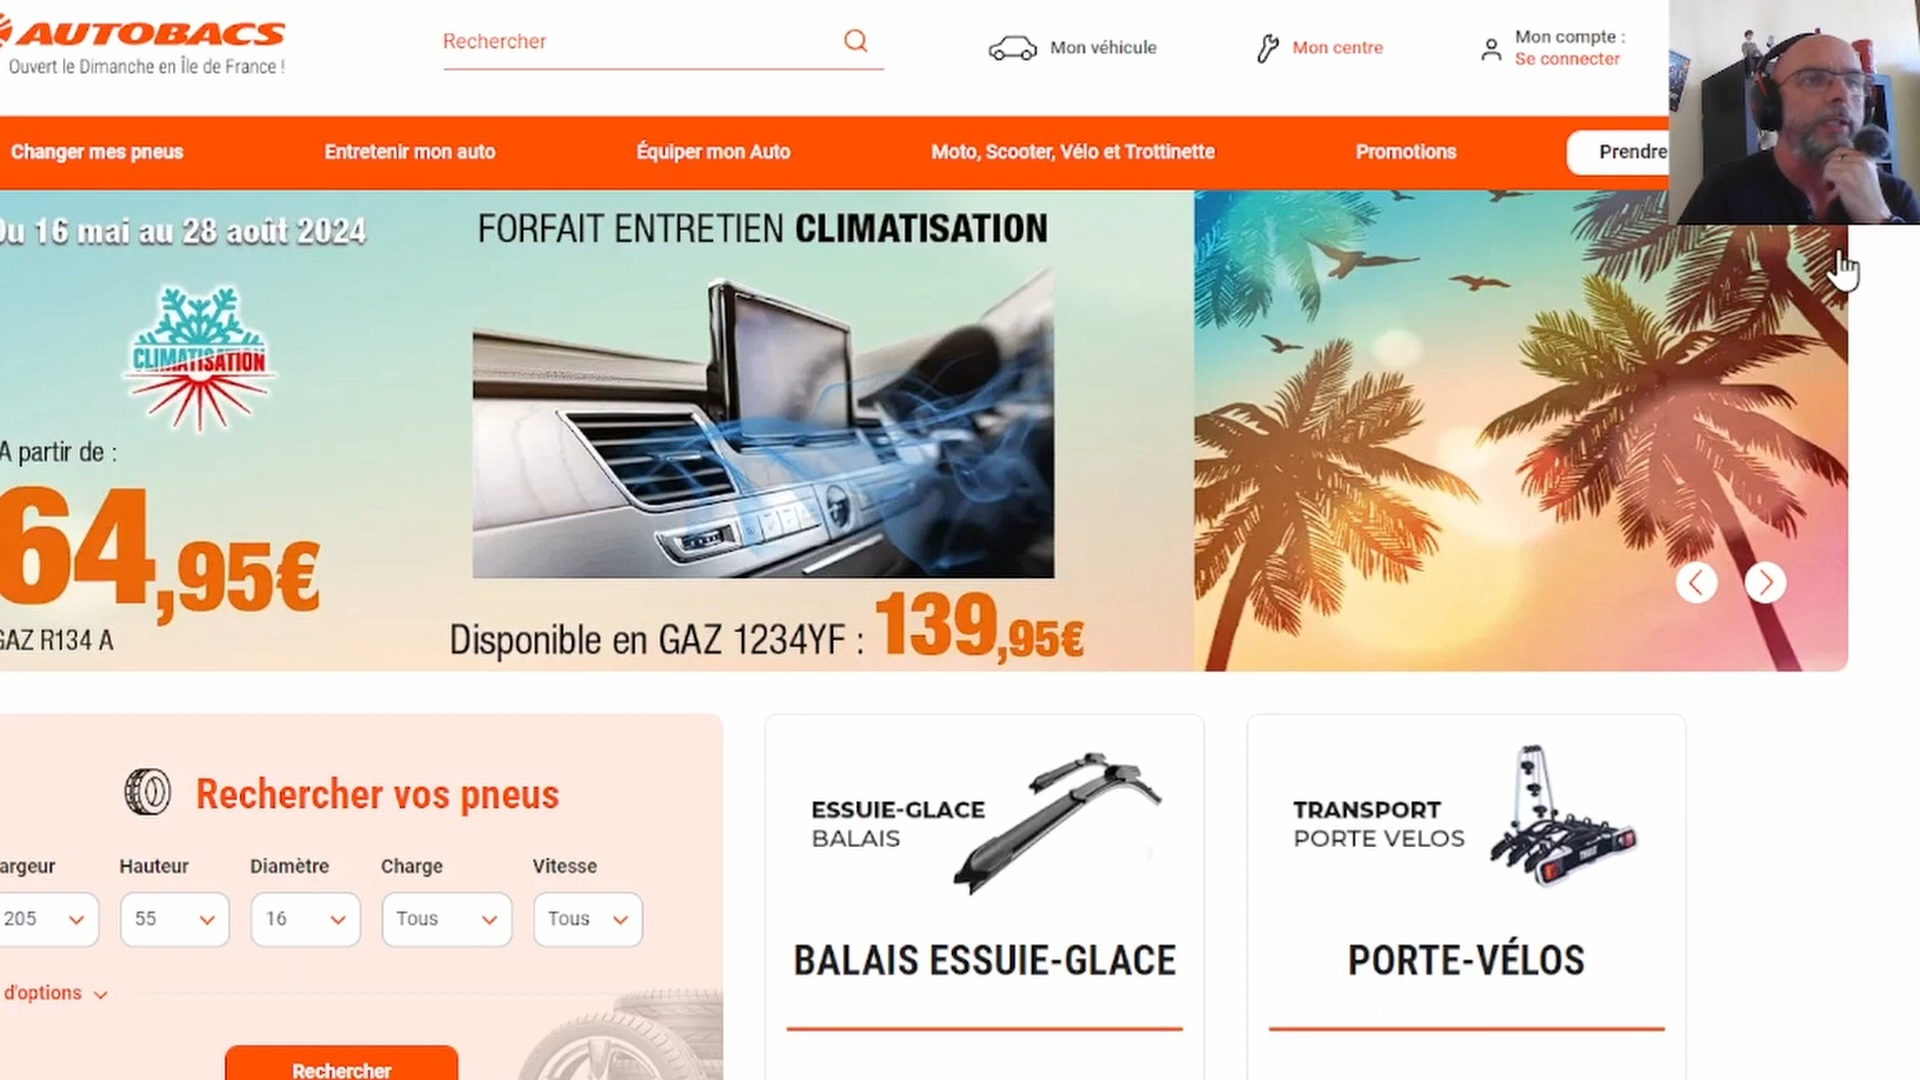 AUTOBACS
Ouvert le Dimanche en Île de France !
Rechercher
Mon véhicule
Mon centre
Mon compte :
Se connecter
Changer mes pneus
Entretenir mon auto
Équiper mon Auto
Moto, Scooter, Vélo et Trottinette
Promotions
Prendre
Du 16 mai au 28 août 2024
FORFAIT ENTRETIEN CLIMATISATION
CLIMATISATION
A partir de :
64,95€
GAZ R134 A
Disponible en GAZ 1234YF : 139,95€
Rechercher vos pneus
argeur
Hauteur
Diamètre
Charge
Vitesse
205
55
16
Tous
Tous
d'options
Rechercher
ESSUIE-GLACE
BALAIS
BALAIS ESSUIE-GLACE
TRANSPORT
PORTE VELOS
PORTE-VÉLOS